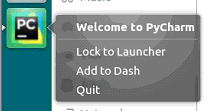 PC
Welcome to PyCharm
Lock to Launcher
Add to Dash
Quit